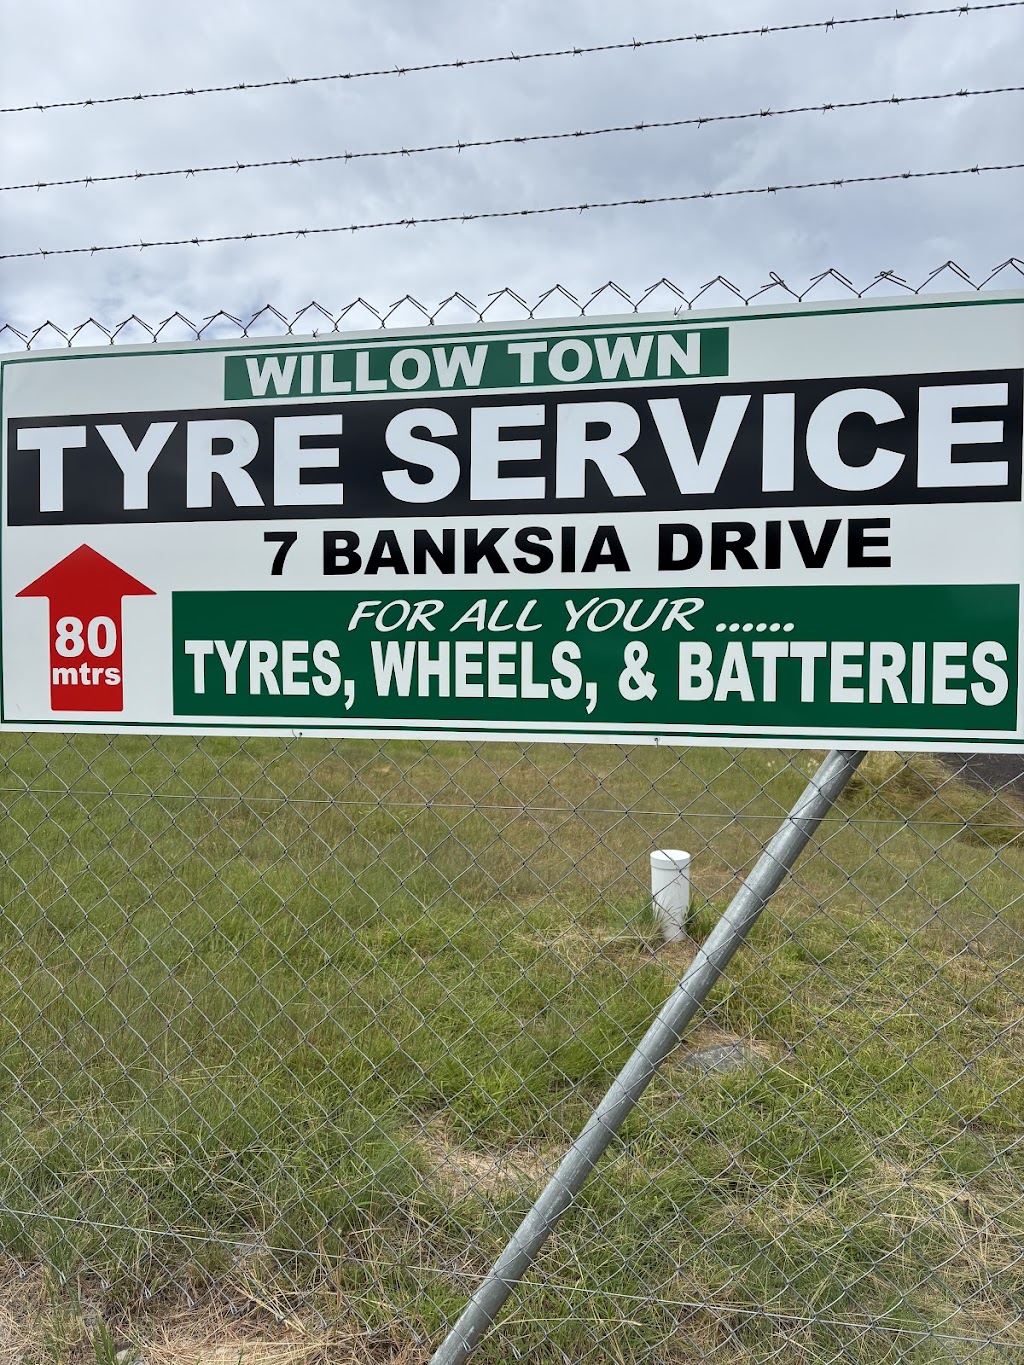 WILLOW TOWN
TYRE SERVICE
7 BANKSIA DRIVE
80
mtrs
FOR ALL YOUR ......
TYRES, WHEELS, & BATTERIES